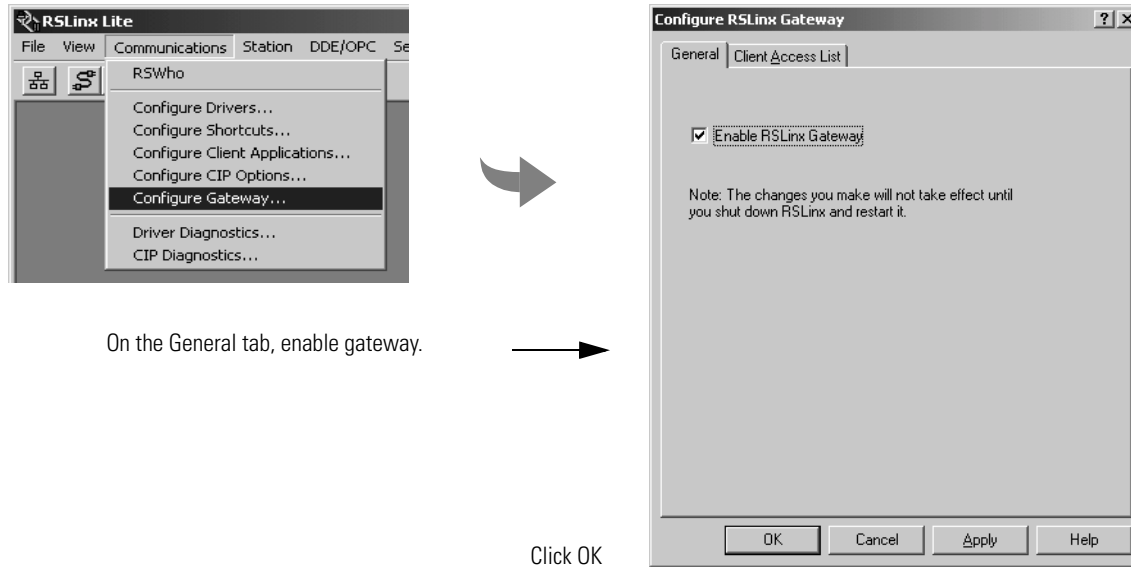 RSLinx Lite
File View Communications Station DDE/OPC Se
RSWho
Configure Drivers...
Configure Shortcuts...
Configure Client Applications...
Configure CIP Options...
Configure Gateway...
Driver Diagnostics...
CIP Diagnostics...
On the General tab, enable gateway.
Configure RSLinx Gateway
General Client Access List
Enable RSLinx Gateway
Note: The changes you make will not take effect until
you shut down RSLinx and restart it.
OK Cancel Apply Help
Click OK